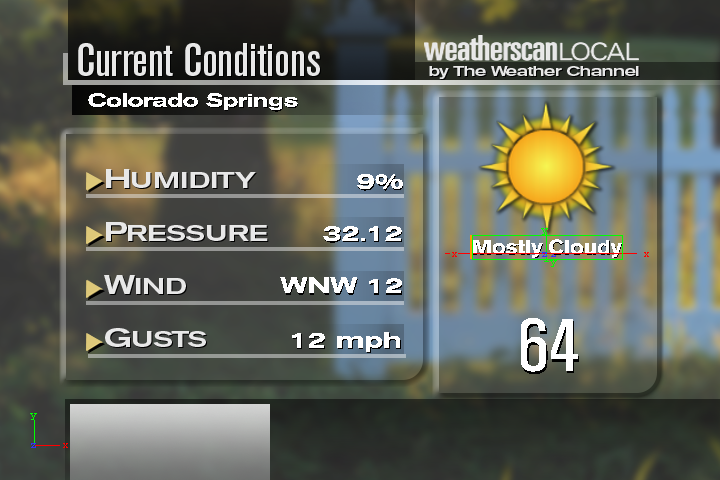 Current Conditions
weatherscanLOCAL
by The Weather Channel
Colorado Springs
HUMIDITY 9%
PRESSURE 32.12
WIND WNW 12
GUSTS 12 mph
Mostly Cloudy
64
y
x
x
x
y